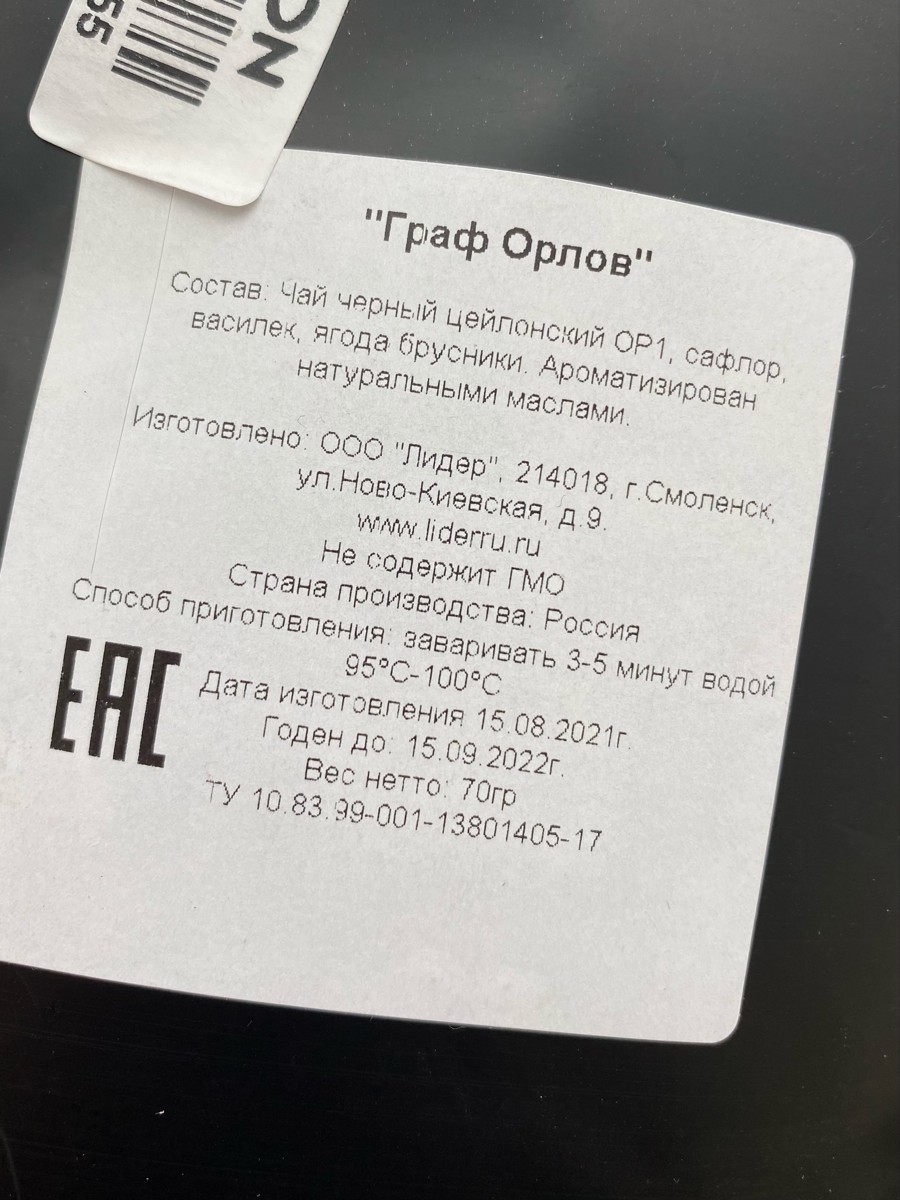 ON
55
"Граф Орлов"
Состав: Чай черный цейлонский ОР1, сафлор,
василек, ягода брусники. Ароматизирован
натуральными маслами.
Изготовлено: ООО "Лидер", 214018, г.Смоленск,
ул.Ново-Киевская, д.9.
www.liderru.ru
Не содержит ГМО
Страна производства: Россия
Способ приготовления: заваривать 3-5 минут водой
95°С-100°С
ЕАС
Дата изготовления 15.08.2021г.
Годен до: 15.09.2022г.
Вес нетто: 70гр
ТУ 10.83.99-001-13801405-17